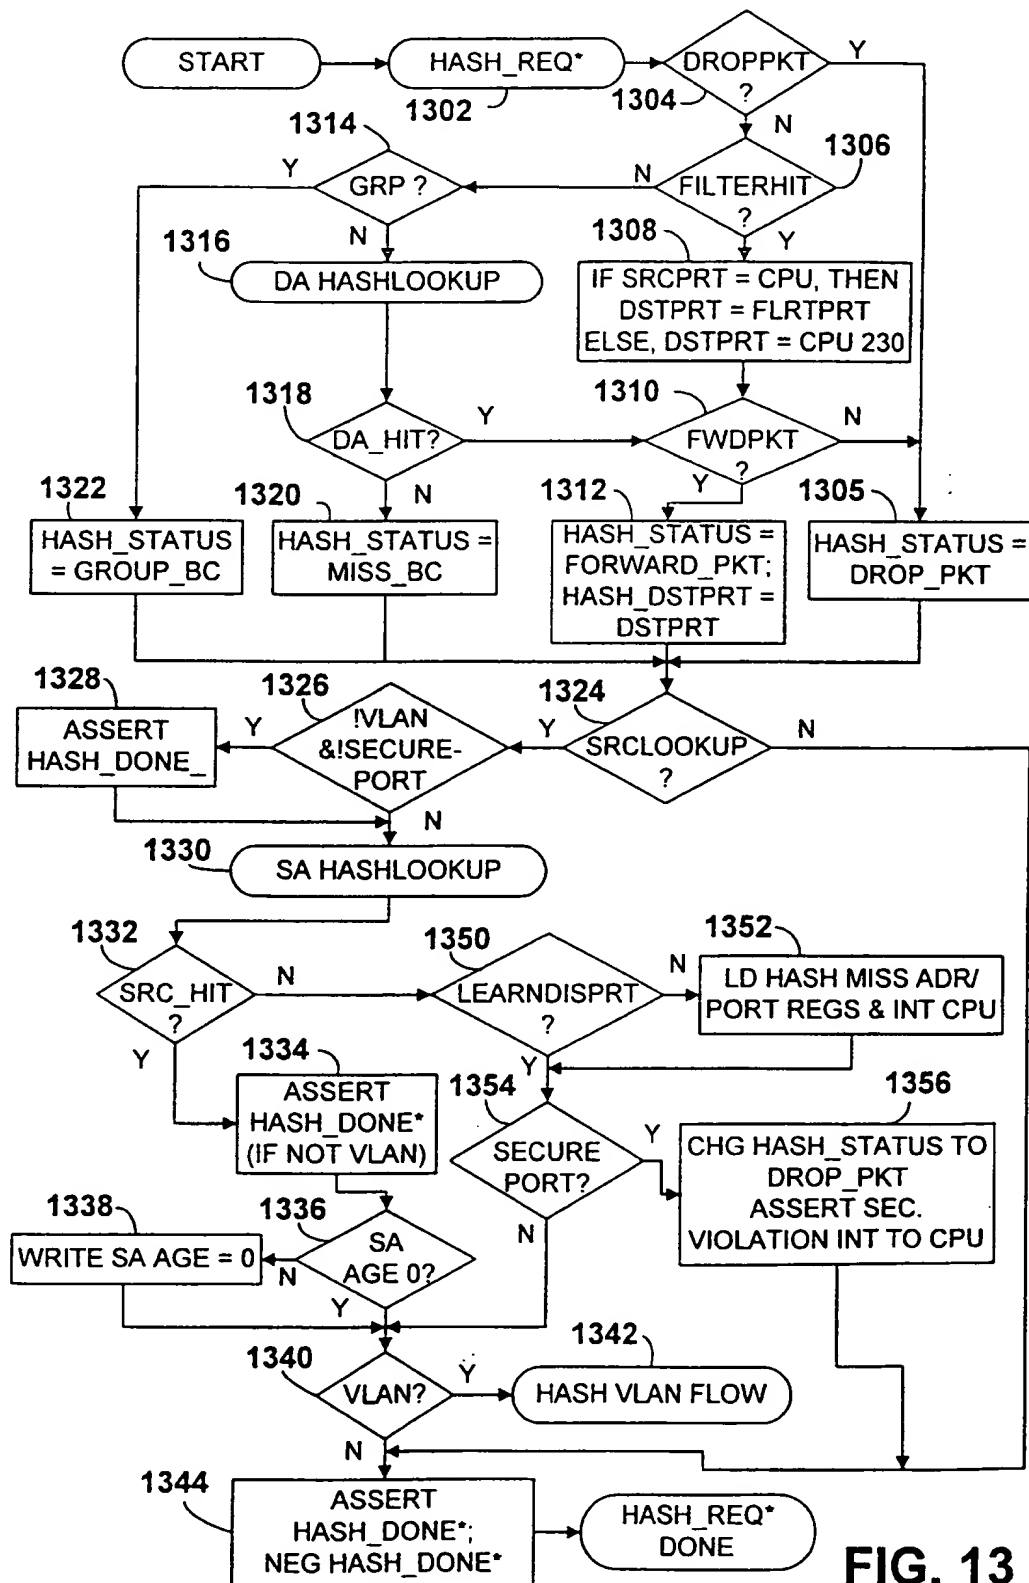 START
HASH_REQ*
1302
DROPPKT
?
1304
Y
N
1314
GRP ?
Y
N
N
FILTERHIT
?
1306
Y
1316
DA HASHLOOKUP
1308
IF SRCPRT = CPU, THEN
DSTPRT = FLRTPRT
ELSE, DSTPRT = CPU 230
1318
DA_HIT?
Y
N
1310
FWDPKT
?
N
Y
1322
HASH_STATUS
= GROUP_BC
1320
HASH_STATUS =
MISS_BC
1312
HASH_STATUS =
FORWARD_PKT;
HASH_DSTPRT =
DSTPRT
1305
HASH_STATUS =
DROP_PKT
1328
ASSERT
HASH_DONE_
Y
1326
!VLAN
&!SECURE-
PORT
N
Y
1324
SRCLOOKUP
?
N
1330
SA HASHLOOKUP
1332
SRC_HIT
?
N
Y
1350
LEARNDISPRT
?
N
Y
1352
LD HASH MISS ADR/
PORT REGS & INT CPU
1334
ASSERT
HASH_DONE*
(IF NOT VLAN)
1354
SECURE
PORT?
Y
N
1356
CHG HASH_STATUS TO
DROP_PKT
ASSERT SEC.
VIOLATION INT TO CPU
1338
WRITE SA AGE = 0
N
1336
SA
AGE 0?
Y
1340
VLAN?
Y
N
1342
HASH VLAN FLOW
1344
ASSERT
HASH_DONE*;
NEG HASH_DONE*
HASH_REQ*
DONE
FIG. 13